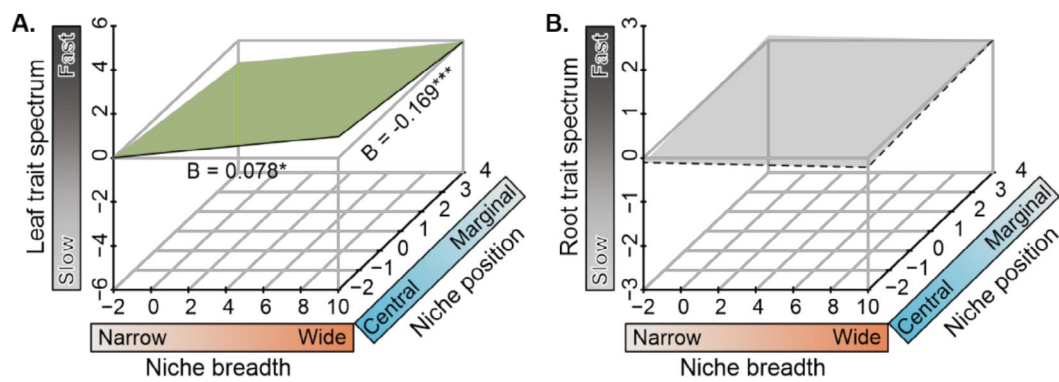 A.
Leaf trait spectrum
Slow
Fast
6
4
2
0
−2
−4
−6
B = 0.078*
B = -0.169***
−2 0 2 4 6 8 10
−2 −1 0 1 2 3 4
Narrow Wide
Niche breadth
Central Marginal
Niche position
B.
Root trait spectrum
Slow
Fast
3
2
1
0
−1
−2
−3
−2 0 2 4 6 8 10
−2 −1 0 1 2 3 4
Narrow Wide
Niche breadth
Central Marginal
Niche position